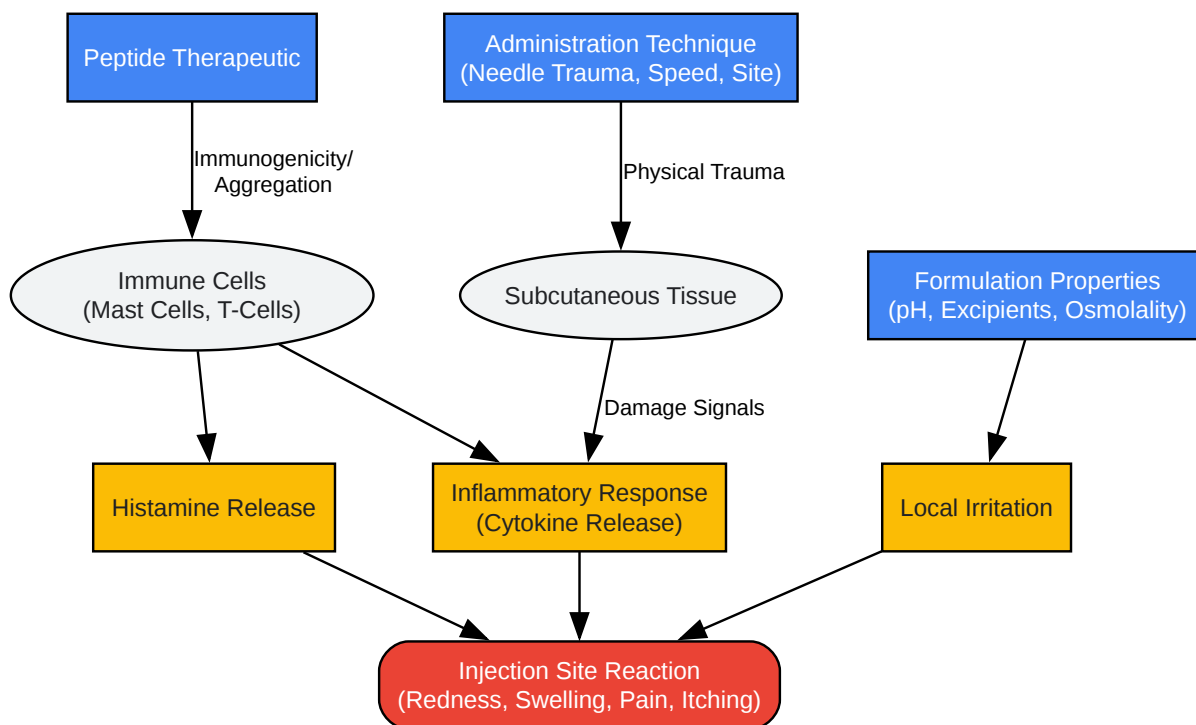 Peptide Therapeutic
Administration Technique
(Needle Trauma, Speed, Site)
Immunogenicity/
Aggregation
Physical Trauma
Immune Cells
(Mast Cells, T-Cells)
Subcutaneous Tissue
Formulation Properties
(pH, Excipients, Osmolality)
Damage Signals
Histamine Release
Inflammatory Response
(Cytokine Release)
Local Irritation
Injection Site Reaction
(Redness, Swelling, Pain, Itching)